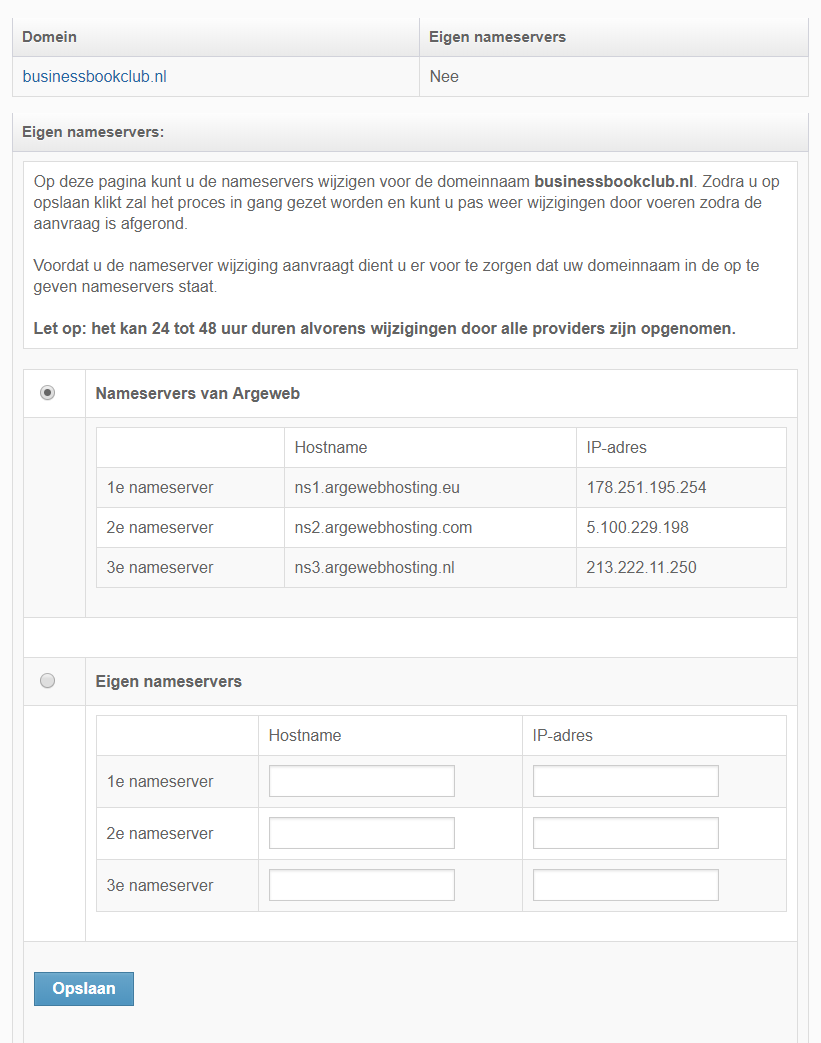 Domein Eigen nameservers
businessbookclub.nl Nee
Eigen nameservers:
Op deze pagina kunt u de nameservers wijzigen voor de domeinnaam businessbookclub.nl. Zodra u op
opslaan klikt zal het proces in gang gezet worden en kunt u pas weer wijzigingen door voeren zodra de
aanvraag is afgerond.
Voordat u de nameserver wijziging aanvraagt dient u er voor te zorgen dat uw domeinnaam in de op te
geven nameservers staat.
Let op: het kan 24 tot 48 uur duren alvorens wijzigingen door alle providers zijn opgenomen.
Nameservers van Argeweb
Hostname IP-adres
1e nameserver ns1.argewebhosting.eu 178.251.195.254
2e nameserver ns2.argewebhosting.com 5.100.229.198
3e nameserver ns3.argewebhosting.nl 213.222.11.250
Eigen nameservers
Hostname IP-adres
1e nameserver
2e nameserver
3e nameserver
Opslaan